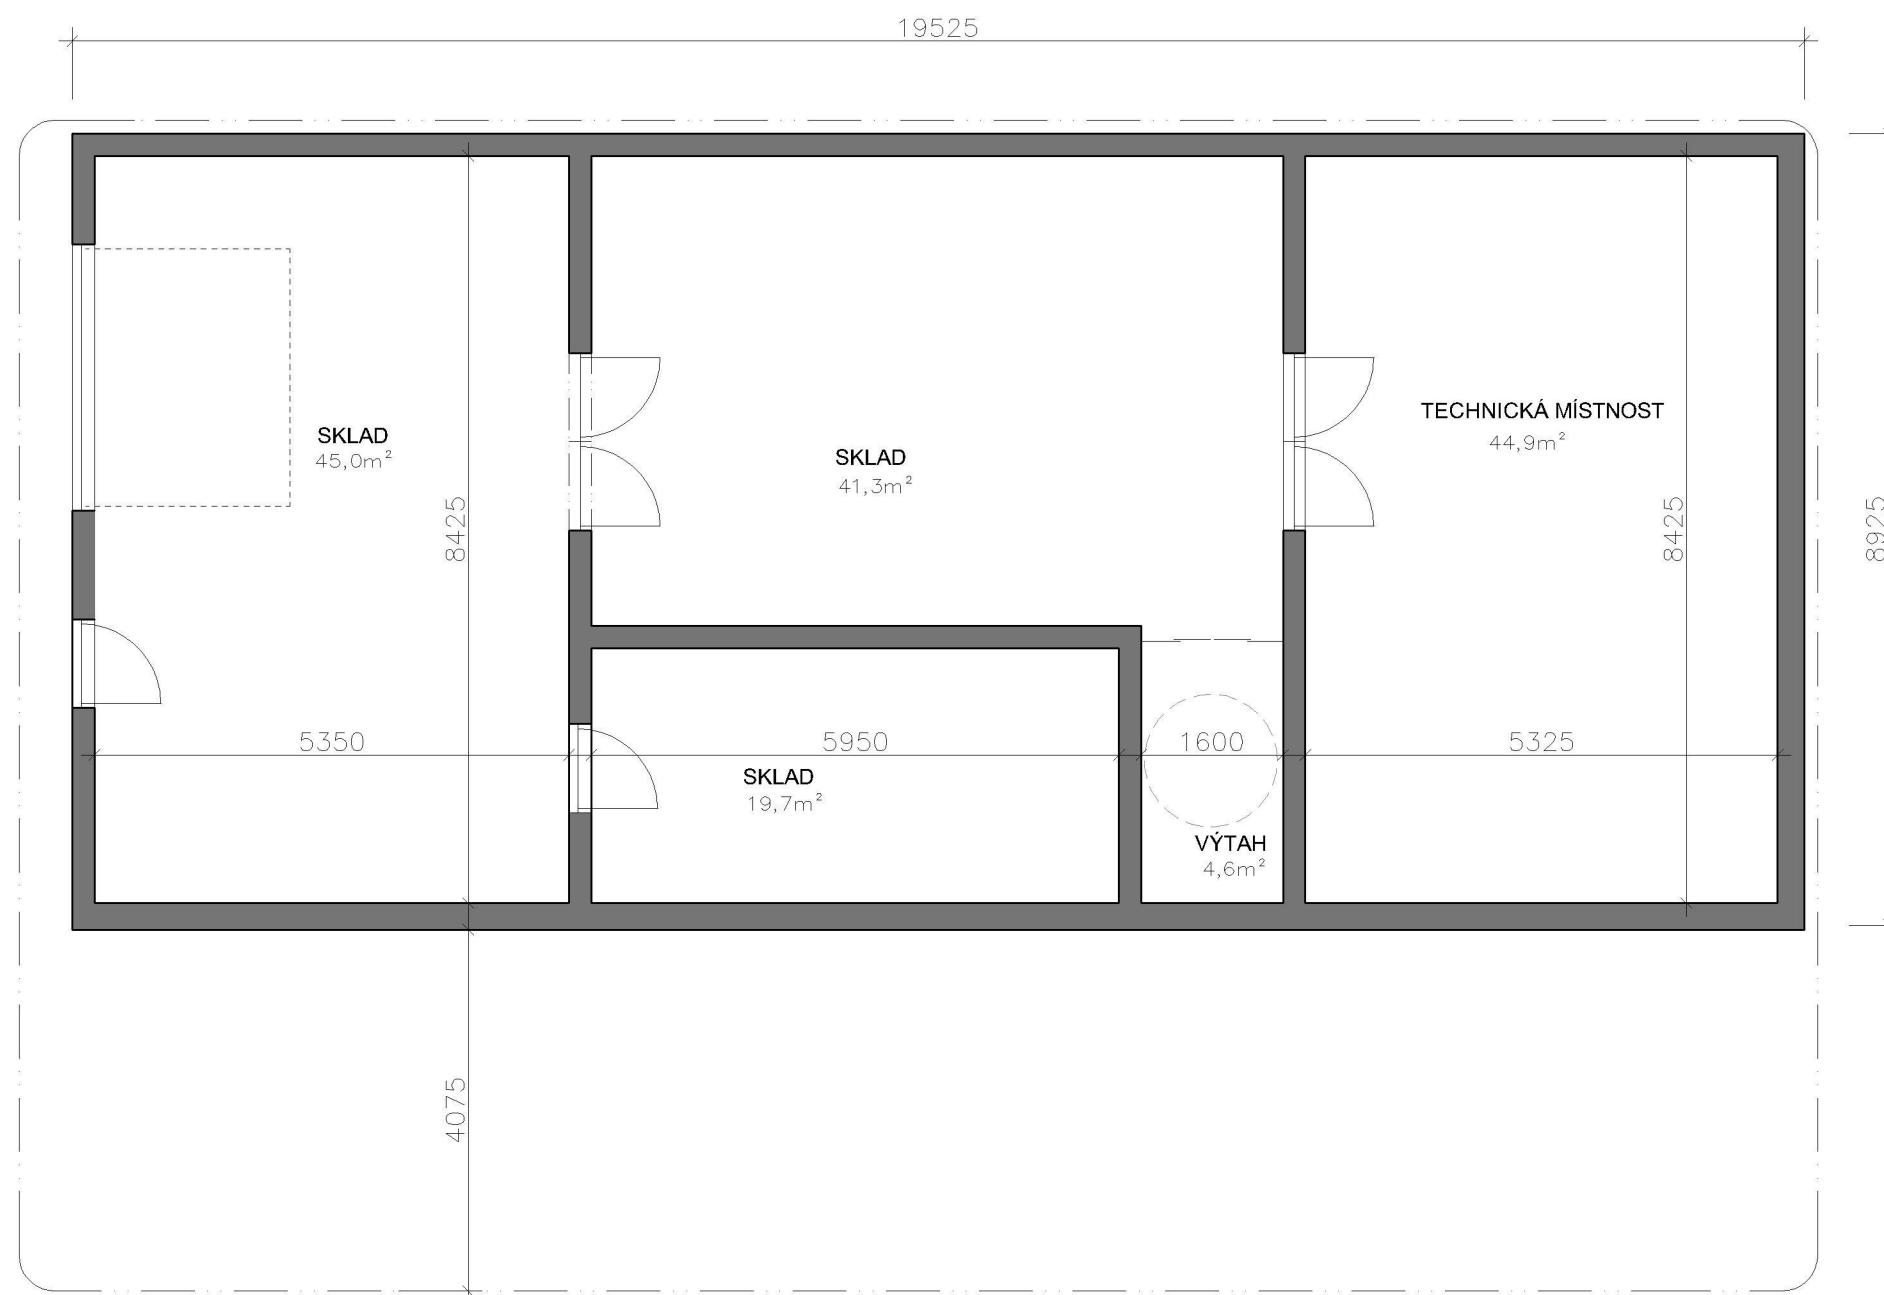 19525
SKLAD
45,0m²
SKLAD
41,3m²
TECHNICKÁ MÍSTNOST
44,9m²
8425
8425
8925
5350
5950
1600
5325
SKLAD
19,7m²
VÝTAH
4,6m²
4075